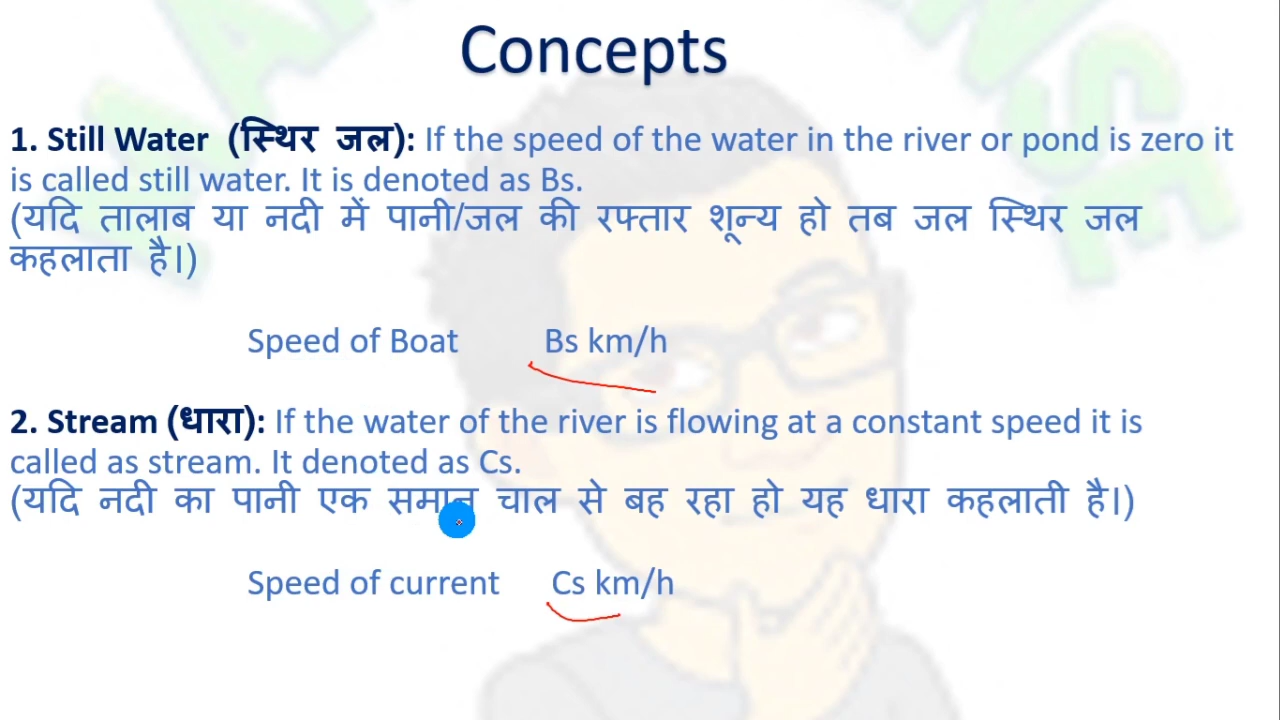 Concepts
1. Still Water (स्थिर जल): If the speed of the water in the river or pond is zero it
is called still water. It is denoted as Bs.
(यदि तालाब या नदी में पानी/जल की रफ्तार शून्य हो तब जल स्थिर जल
कहलाता है।)
Speed of Boat Bs km/h
2. Stream (धारा): If the water of the river is flowing at a constant speed it is
called as stream. It denoted as Cs.
(यदि नदी का पानी एक समान चाल से बह रहा हो यह धारा कहलाती है।)
Speed of current Cs km/h